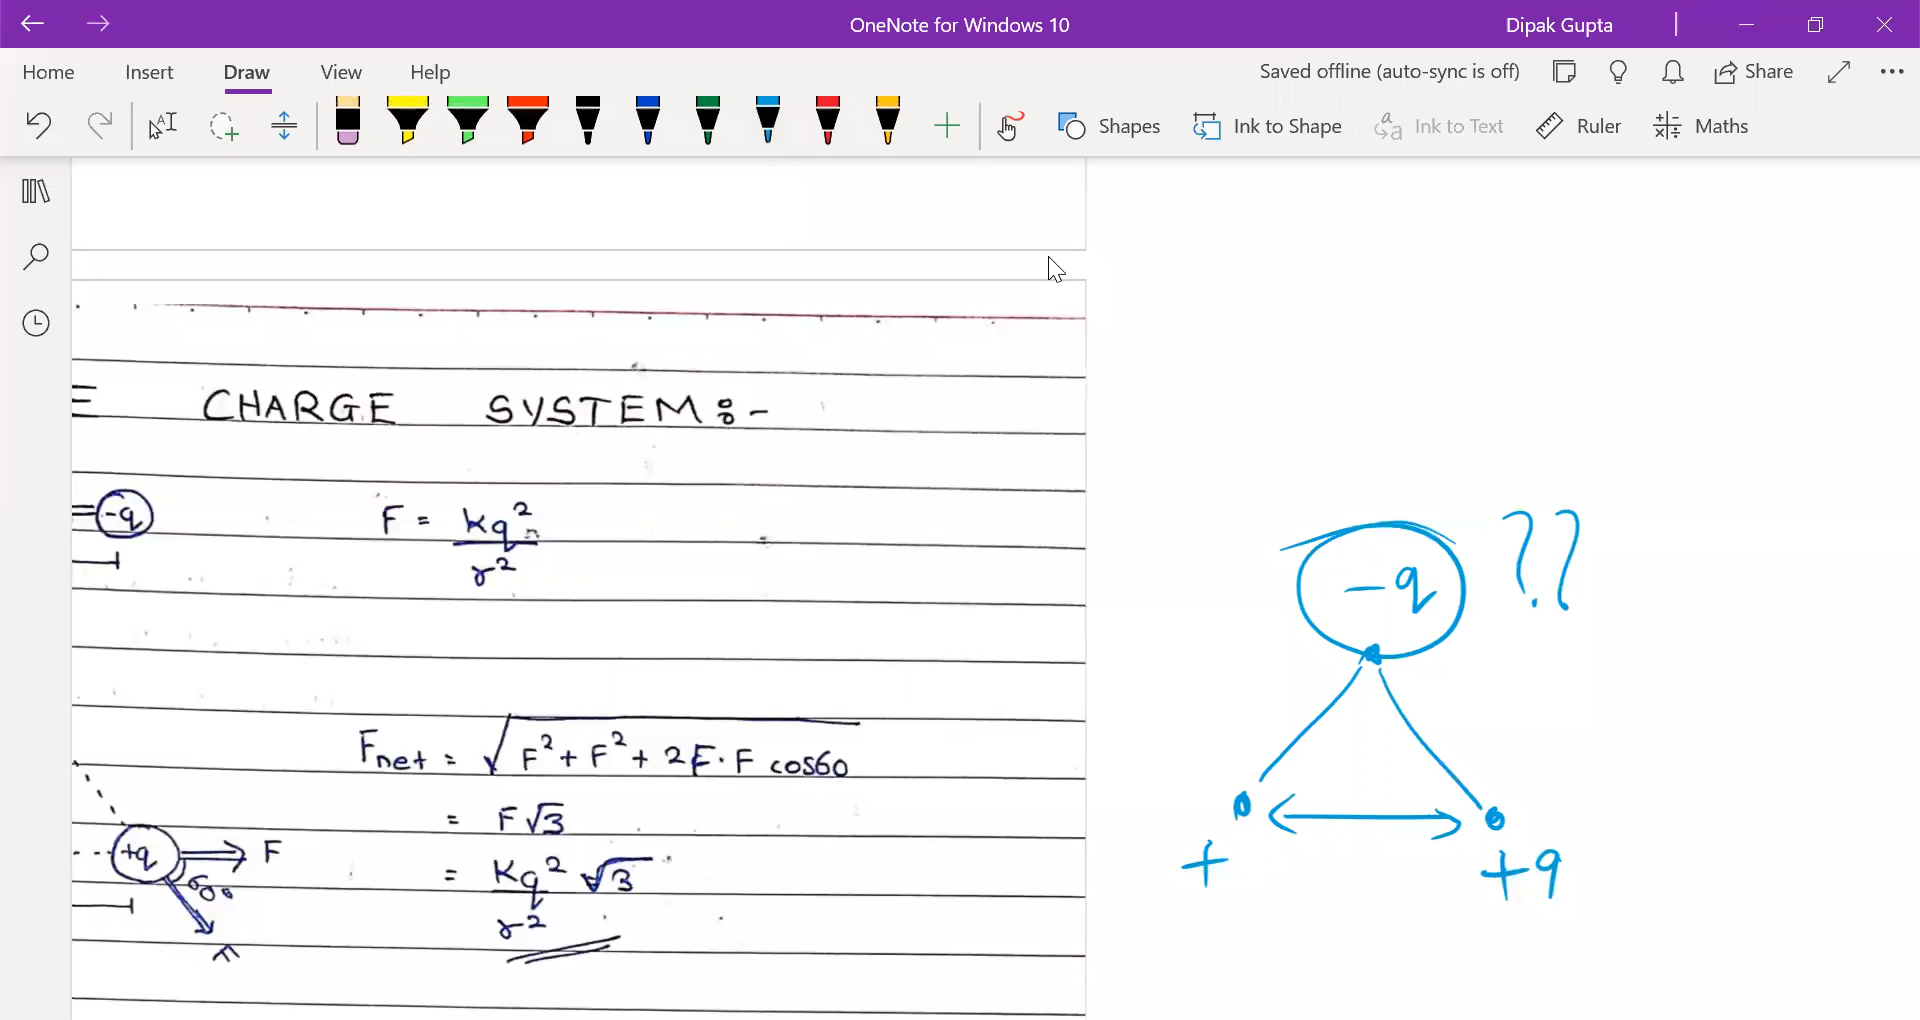 OneNote for Windows 10
Dipak Gupta
Home Insert Draw View Help
Saved offline (auto-sync is off)
Share
Shapes
Ink to Shape
Ink to Text
Ruler
Maths
CHARGE SYSTEM:-
-q
F = kq²
r²
Fnet = √F² + F² + 2F·F cos60
= F√3
= Kq² √3
r²
+q
F
60°
F
-q ??
+
+q